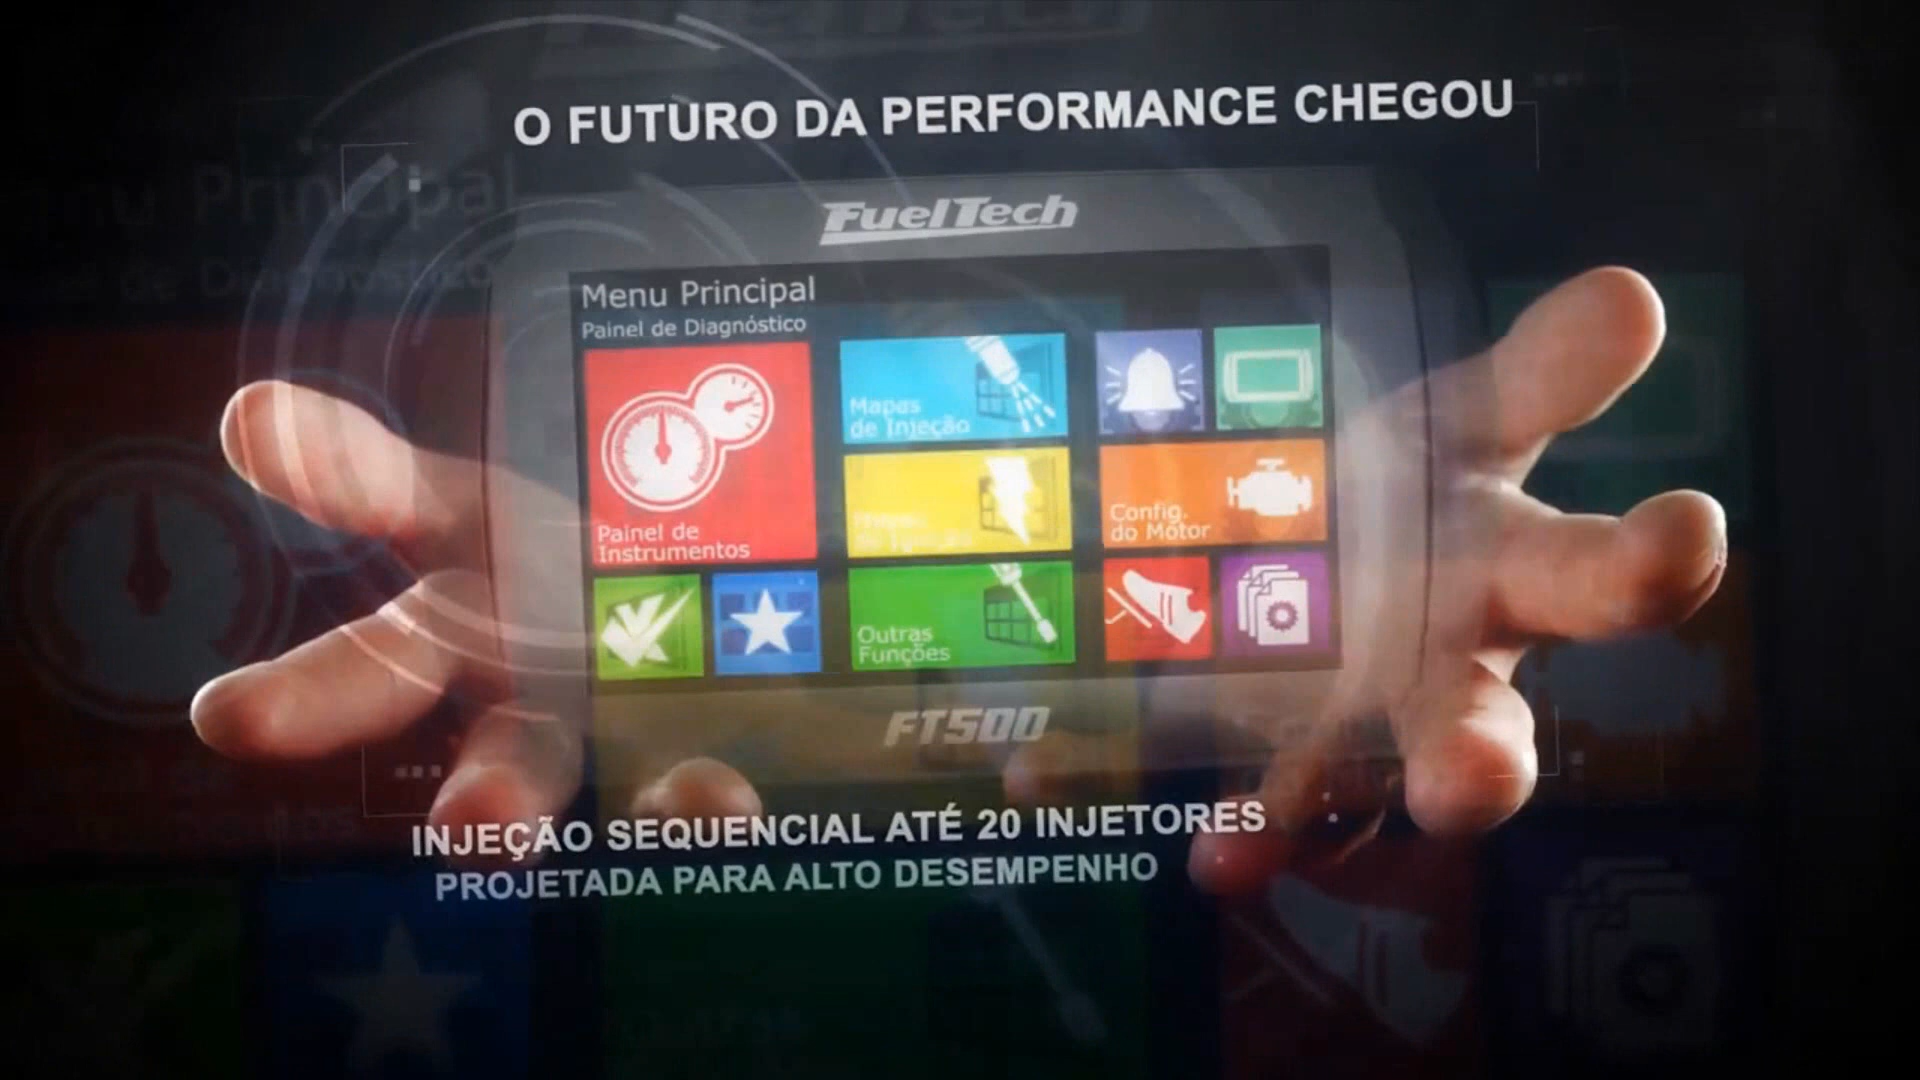 O FUTURO DA PERFORMANCE CHEGOU
FuelTech
Menu Principal
Painel de Diagnóstico
Mapas
de Injeção
Painel de
Instrumentos
Config.
do Motor
Outras
Funções
FT500
INJEÇÃO SEQUENCIAL ATÉ 20 INJETORES
PROJETADA PARA ALTO DESEMPENHO
Principal